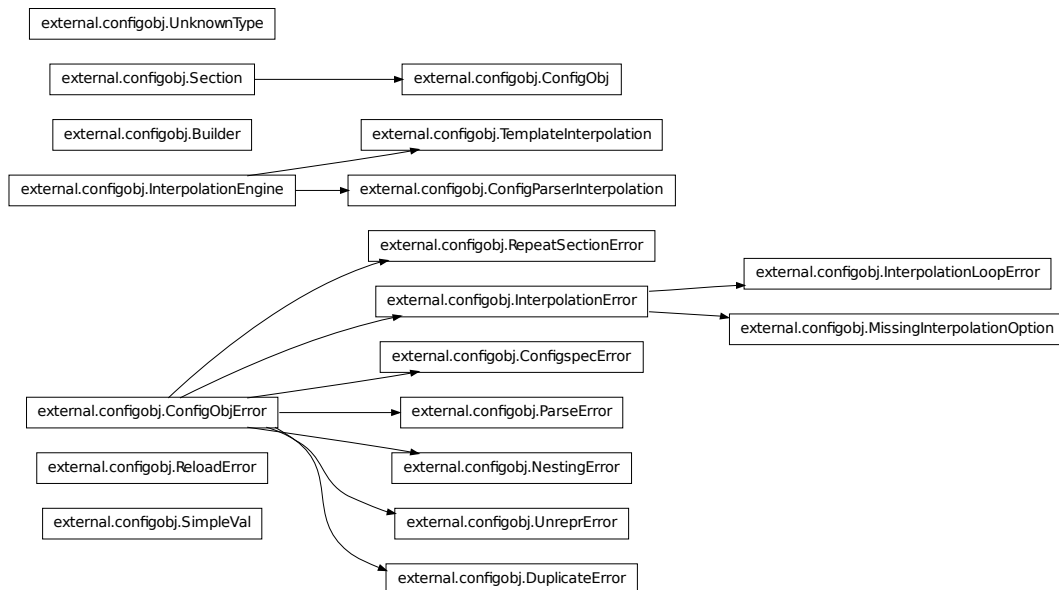 external.configobj.UnknownType
external.configobj.Section
external.configobj.ConfigObj
external.configobj.Builder
external.configobj.TemplateInterpolation
external.configobj.InterpolationEngine
external.configobj.ConfigParserInterpolation
external.configobj.RepeatSectionError
external.configobj.InterpolationLoopError
external.configobj.InterpolationError
external.configobj.MissingInterpolationOption
external.configobj.ConfigspecError
external.configobj.ConfigObjError
external.configobj.ParseError
external.configobj.ReloadError
external.configobj.NestingError
external.configobj.SimpleVal
external.configobj.UnreprError
external.configobj.DuplicateError